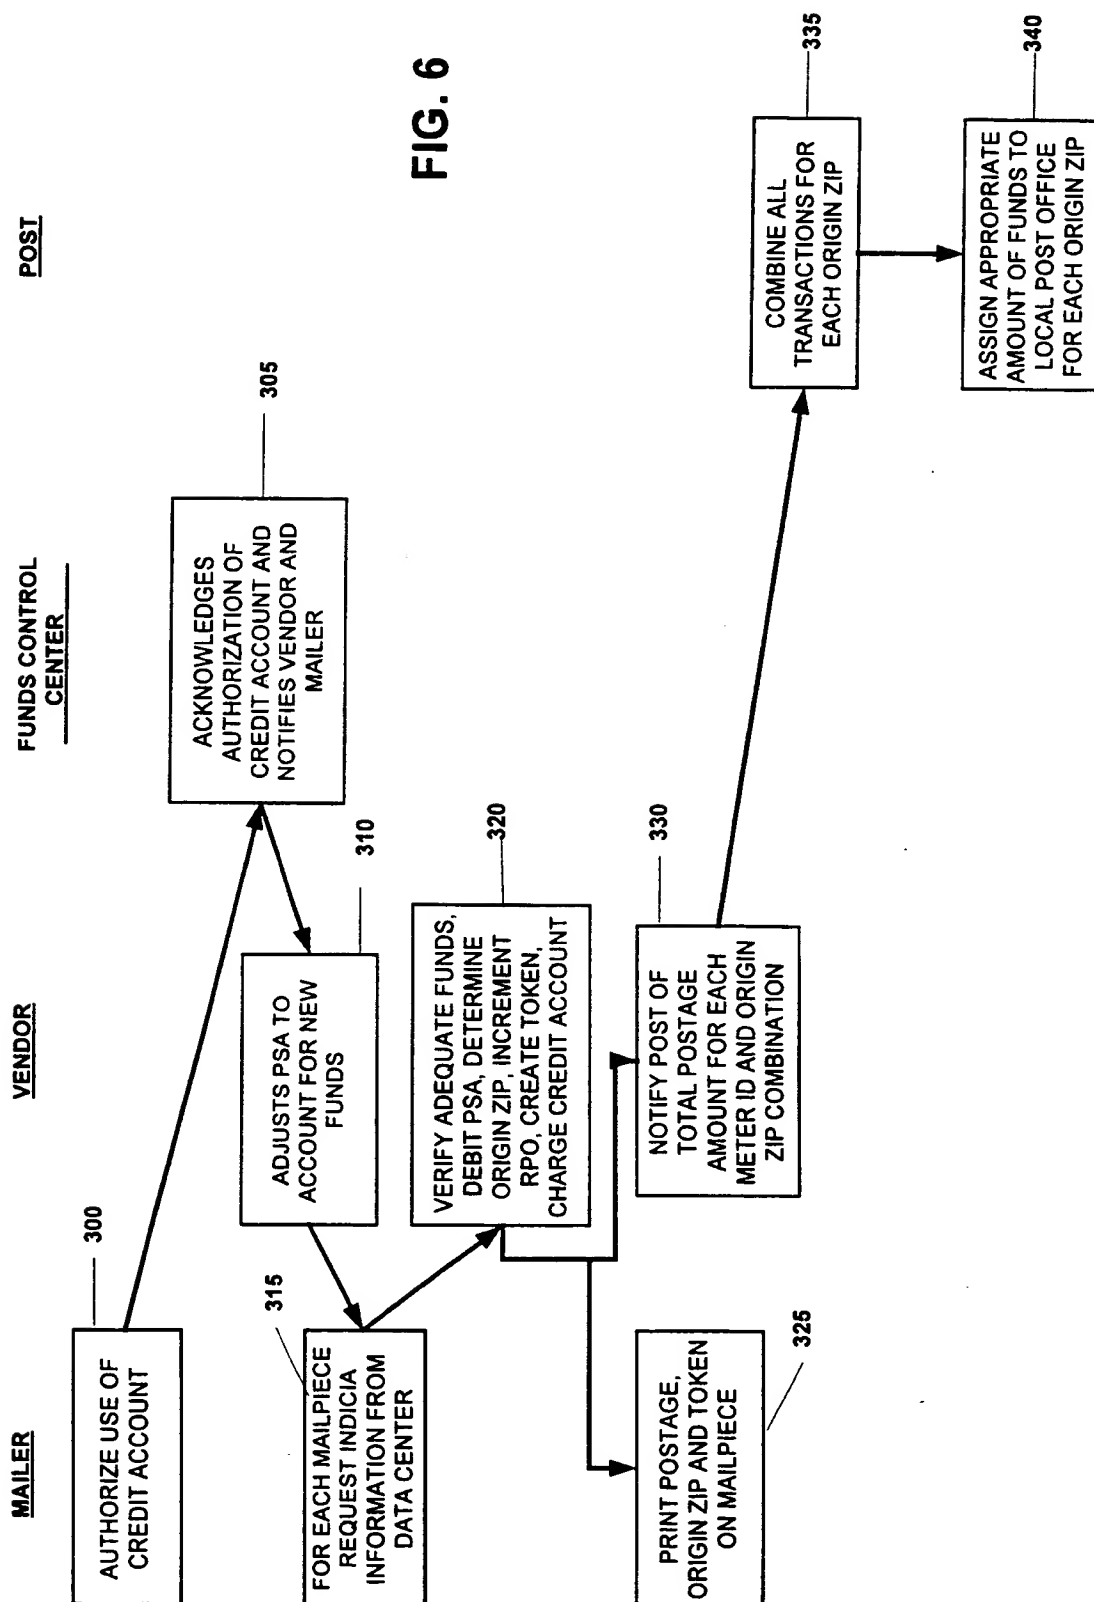 MAILER
VENDOR
FUNDS CONTROL
CENTER
POST
300
AUTHORIZE USE OF
CREDIT ACCOUNT
305
ACKNOWLEDGES
AUTHORIZATION OF
CREDIT ACCOUNT AND
NOTIFIES VENDOR AND
MAILER
310
ADJUSTS PSA TO
ACCOUNT FOR NEW
FUNDS
315
FOR EACH MAILPIECE
REQUEST INDICIA
INFORMATION FROM
DATA CENTER
320
VERIFY ADEQUATE FUNDS,
DEBIT PSA, DETERMINE
ORIGIN ZIP, INCREMENT
RPO, CREATE TOKEN,
CHARGE CREDIT ACCOUNT
325
PRINT POSTAGE,
ORIGIN ZIP AND TOKEN
ON MAILPIECE
330
NOTIFY POST OF
TOTAL POSTAGE
AMOUNT FOR EACH
METER ID AND ORIGIN
ZIP COMBINATION
335
COMBINE ALL
TRANSACTIONS FOR
EACH ORIGIN ZIP
340
ASSIGN APPROPRIATE
AMOUNT OF FUNDS TO
LOCAL POST OFFICE
FOR EACH ORIGIN ZIP
FIG. 6